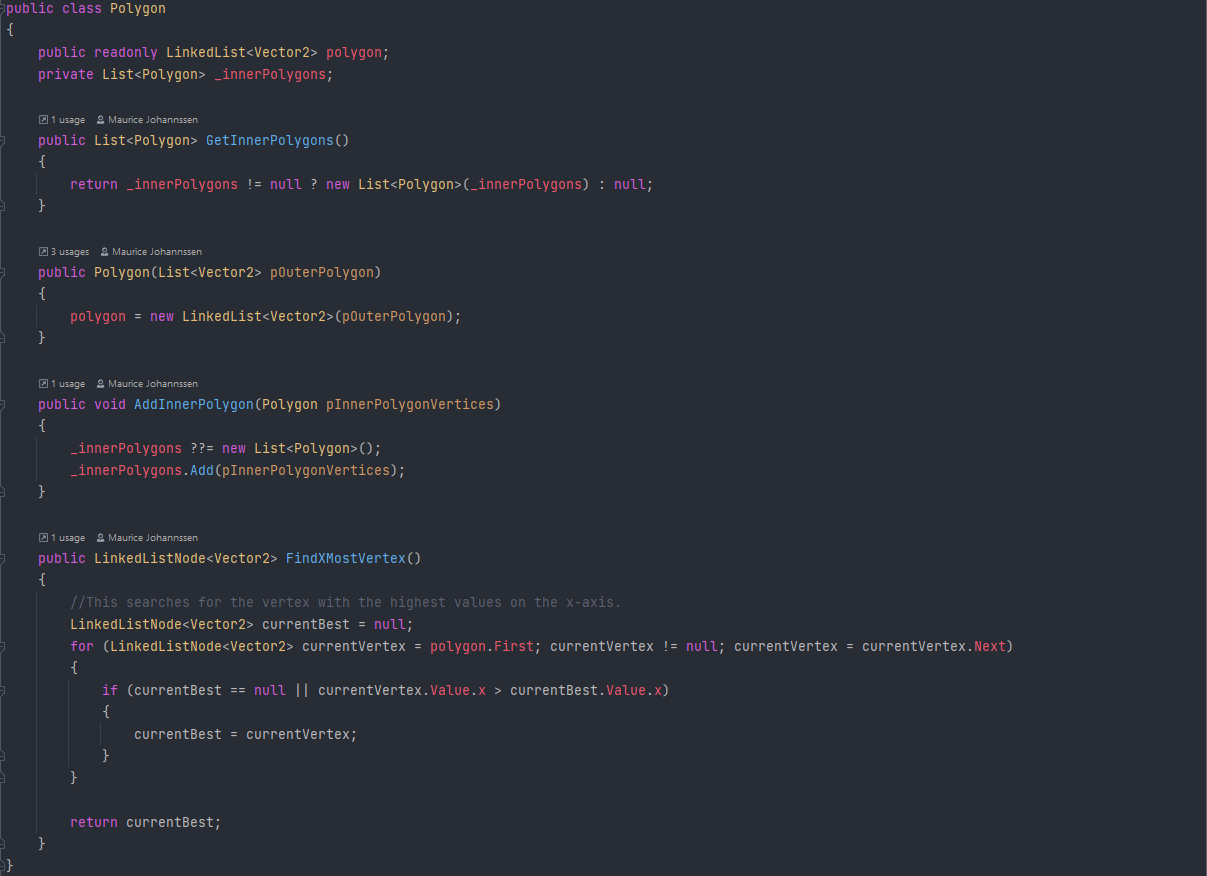 public class Polygon
{
    public readonly LinkedList<Vector2> polygon;
    private List<Polygon> _innerPolygons;
    1 usage Maurice Johannssen
    public List<Polygon> GetInnerPolygons()
    {
        return _innerPolygons != null ? new List<Polygon>(_innerPolygons) : null;
    }
    3 usages Maurice Johannssen
    public Polygon(List<Vector2> pOuterPolygon)
    {
        polygon = new LinkedList<Vector2>(pOuterPolygon);
    }
    1 usage Maurice Johannssen
    public void AddInnerPolygon(Polygon pInnerPolygonVertices)
    {
        _innerPolygons ??= new List<Polygon>();
        _innerPolygons.Add(pInnerPolygonVertices);
    }
    1 usage Maurice Johannssen
    public LinkedListNode<Vector2> FindXMostVertex()
    {
        //This searches for the vertex with the highest values on the x-axis.
        LinkedListNode<Vector2> currentBest = null;
        for (LinkedListNode<Vector2> currentVertex = polygon.First; currentVertex != null; currentVertex = currentVertex.Next)
        {
            if (currentBest == null || currentVertex.Value.x > currentBest.Value.x)
            {
                currentBest = currentVertex;
            }
        }
        return currentBest;
    }
}